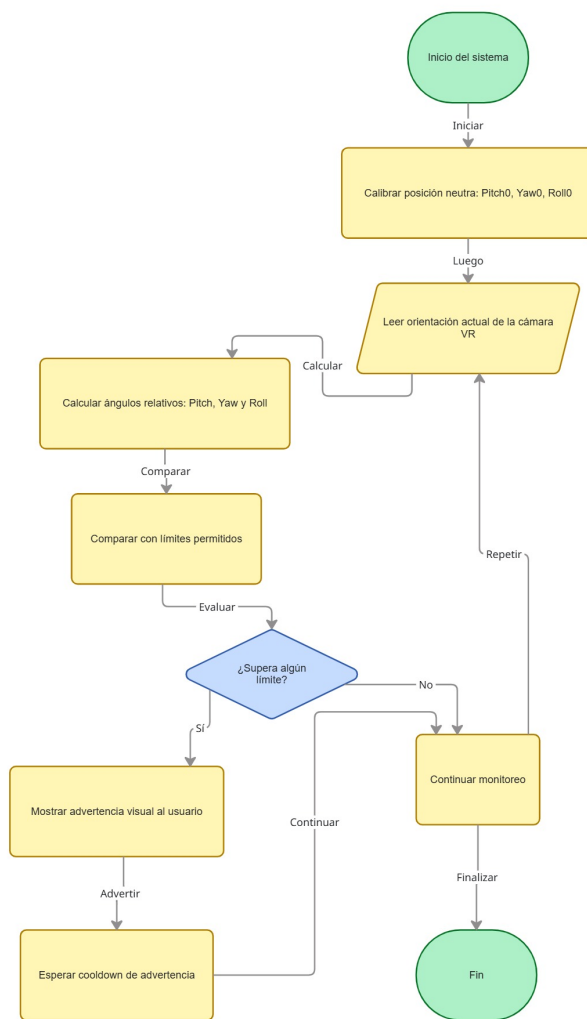 Inicio del sistema
Iniciar
Calibrar posición neutra: Pitch0, Yaw0, Roll0
Luego
Leer orientación actual de la cámara
VR
Calcular
Calcular ángulos relativos: Pitch, Yaw y Roll
Comparar
Comparar con límites permitidos
Repetir
Evaluar
¿Supera algún
límite?
No
Sí
Continuar monitoreo
Mostrar advertencia visual al usuario
Continuar
Finalizar
Advertir
Esperar cooldown de advertencia
Fin